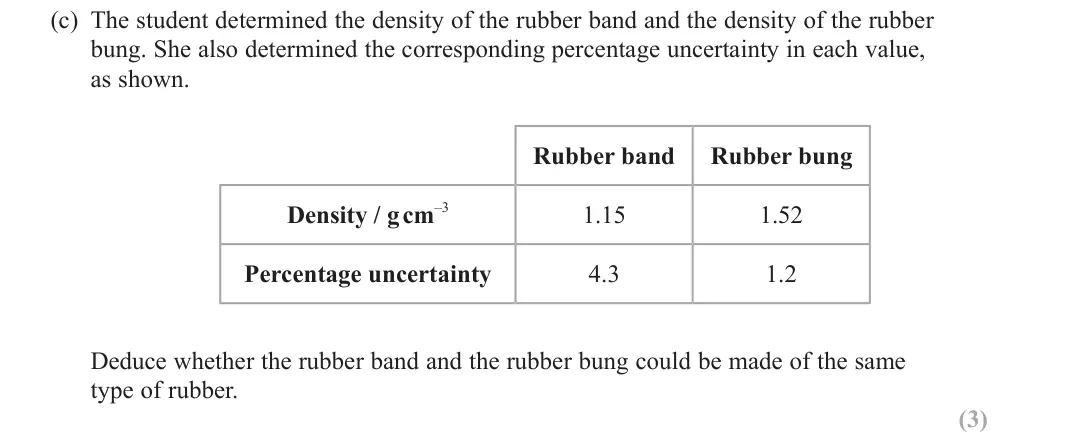 (c) The student determined the density of the rubber band and the density of the rubber
bung. She also determined the corresponding percentage uncertainty in each value,
as shown.
Rubber band Rubber bung
Density / g cm⁻³ 1.15 1.52
Percentage uncertainty 4.3 1.2
Deduce whether the rubber band and the rubber bung could be made of the same
type of rubber.
(3)